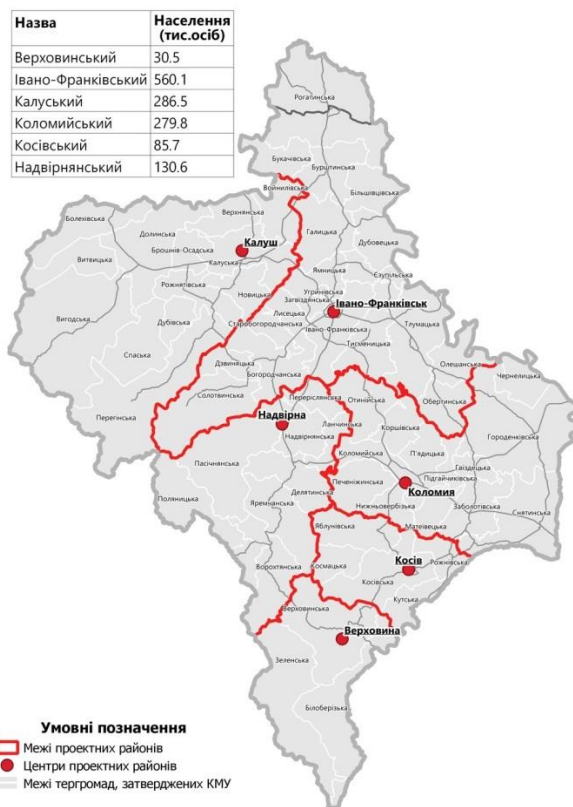 Назва Населення
(тис.осіб)
Верховинський 30.5
Івано-Франківський 560.1
Калуський 286.5
Коломийський 279.8
Косівський 85.7
Надвірнянський 130.6
Рогатинська
Букачівська
Бурштинська
Войнилівська
Більшівцівська
Верхнянська
Болехівська
Долинська
Галицька
Дубовецька
Калуш
Витвицька
Брошнів-Осадська
Калуська
Ямницька
Єзупільська
Рожнятівська
Новицька
Угринівська
Загвіздянська
Івано-Франківськ
Вигодська
Дубівська
Лисецька
Старобогородчанська
Івано-Франківська
Тлумацька
Тисменицька
Спаська
Дзвиняцька
Богородчанська
Олешанська
Чернелицька
Солотвинська
Переріслянська
Отинійська
Обертинська
Перегінська
Надвірна
Ланчинська
Коршівська
Городенківська
Надвірнянська
Пасічнянська
Коломийська
П'ядицька
Гвіздецька
Печеніжинська
Підгайчиківська
Поляницька
Делятинська
Коломия
Яремчанська
Нижньовербізька
Заболотівська
Снятинська
Яблунівська
Матеївецька
Косів
Рожнівська
Ворохтянська
Космацька
Косівська
Кутська
Верховинська
Верховина
Зеленська
Білоберізька
Умовні позначення
Межі проектних районів
Центри проектних районів
Межі тергромад, затверджених КМУ